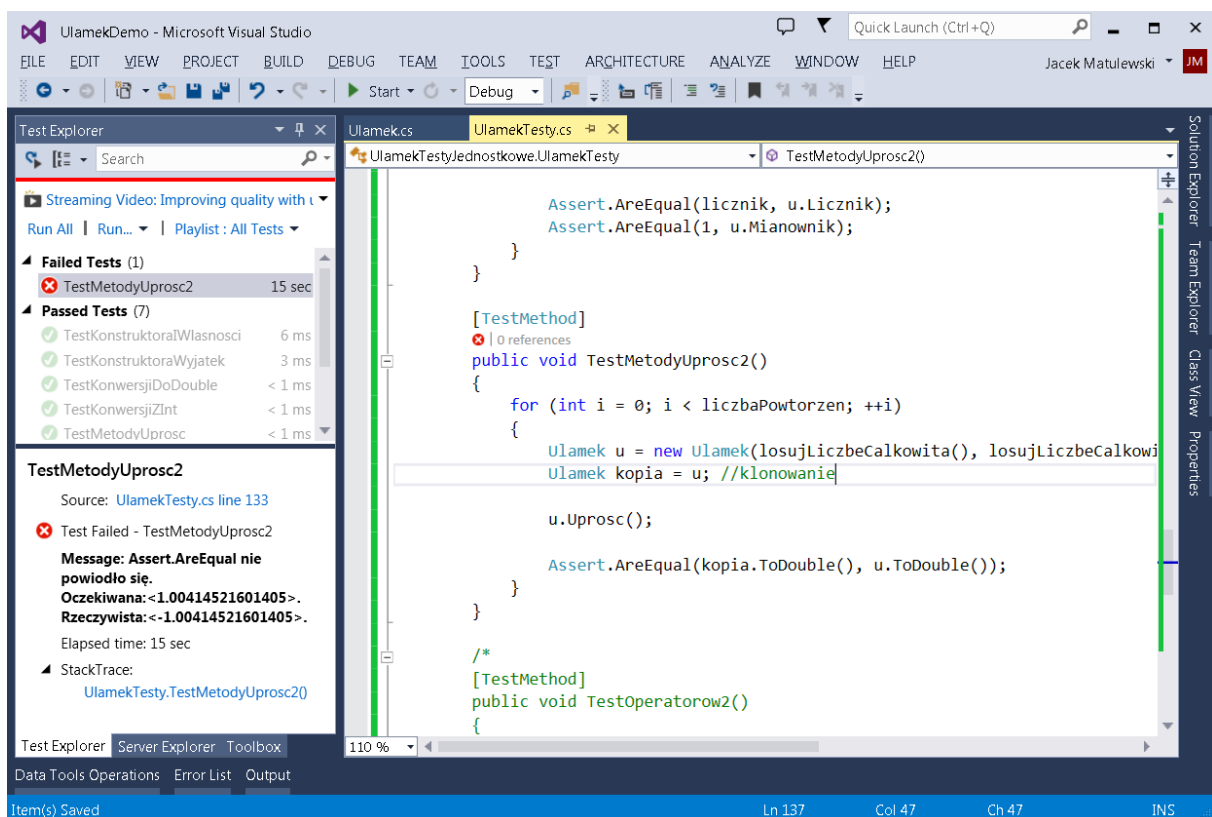 UlamekDemo - Microsoft Visual Studio
Quick Launch (Ctrl+Q)
FILE EDIT VIEW PROJECT BUILD DEBUG TEAM TOOLS TEST ARCHITECTURE ANALYZE WINDOW HELP
Jacek Matulewski JM
Start Debug
Test Explorer
Search
Streaming Video: Improving quality with u
Run All | Run... | Playlist : All Tests
Failed Tests (1)
TestMetodyUprosc2 15 sec
Passed Tests (7)
TestKonstruktoraIWlasnosci 6 ms
TestKonstruktoraWyjatek 3 ms
TestKonwersjiDoDouble < 1 ms
TestKonwersjiZInt < 1 ms
TestMetodyUprosc < 1 ms
TestMetodyUprosc2
Source: UlamekTesty.cs line 133
Test Failed - TestMetodyUprosc2
Message: Assert.AreEqual nie
powiodło się.
Oczekiwana:<1.00414521601405>.
Rzeczywista:<-1.00414521601405>.
Elapsed time: 15 sec
StackTrace:
UlamekTesty.TestMetodyUprosc2()
Test Explorer Server Explorer Toolbox
Ulamek.cs UlamekTesty.cs
UlamekTestyJednostkowe.UlamekTesty TestMetodyUprosc2()
Assert.AreEqual(licznik, u.Licznik);
Assert.AreEqual(1, u.Mianownik);
}
}
[TestMethod]
| 0 references
public void TestMetodyUprosc2()
{
for (int i = 0; i < liczbaPowtorzen; ++i)
{
Ulamek u = new Ulamek(losujLiczbeCalkowita(), losujLiczbeCalkowi
Ulamek kopia = u; //klonowanie
u.Uprosc();
Assert.AreEqual(kopia.ToDouble(), u.ToDouble());
}
}
/*
[TestMethod]
public void TestOperatorow2()
{
110 %
Solution Explorer
Team Explorer
Class View
Properties
Data Tools Operations Error List Output
Item(s) Saved Ln 137 Col 47 Ch 47 INS